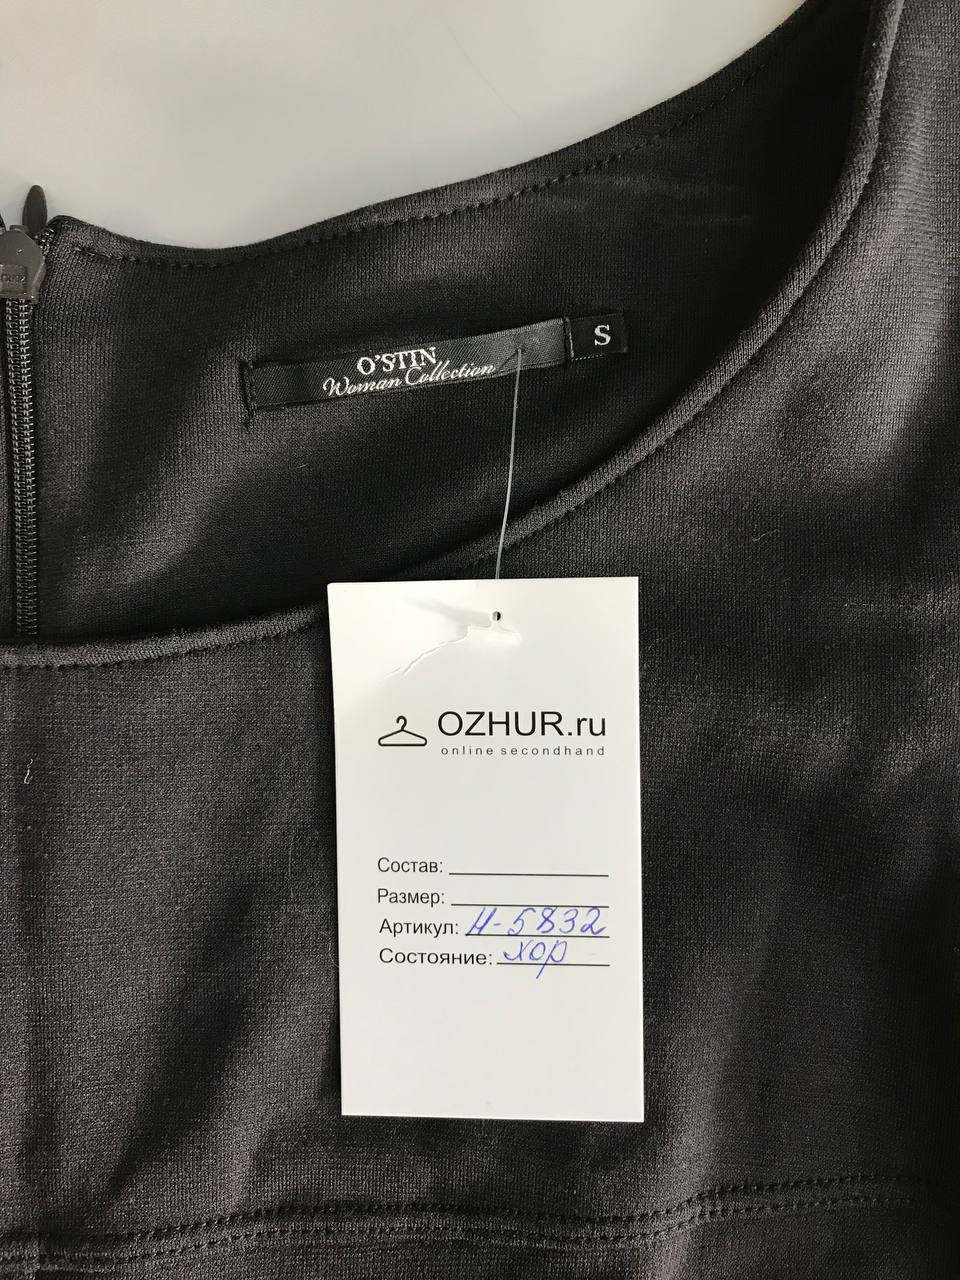 O'STIN
Woman Collection
S
OZHUR.ru
online secondhand
Состав:
Размер:
Артикул: Н-5832
Состояние: хор